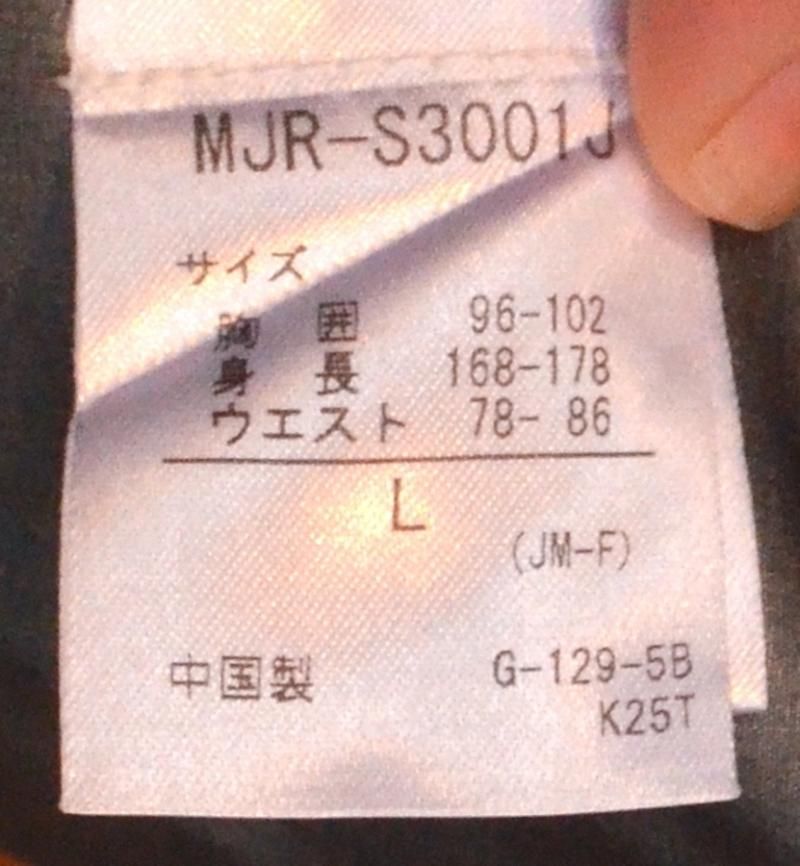 MJR-S3001J
サイズ
胸 囲 96-102
身 長 168-178
ウエスト 78- 86
L
(JM-F)
中国製 G-129-5B
K25T